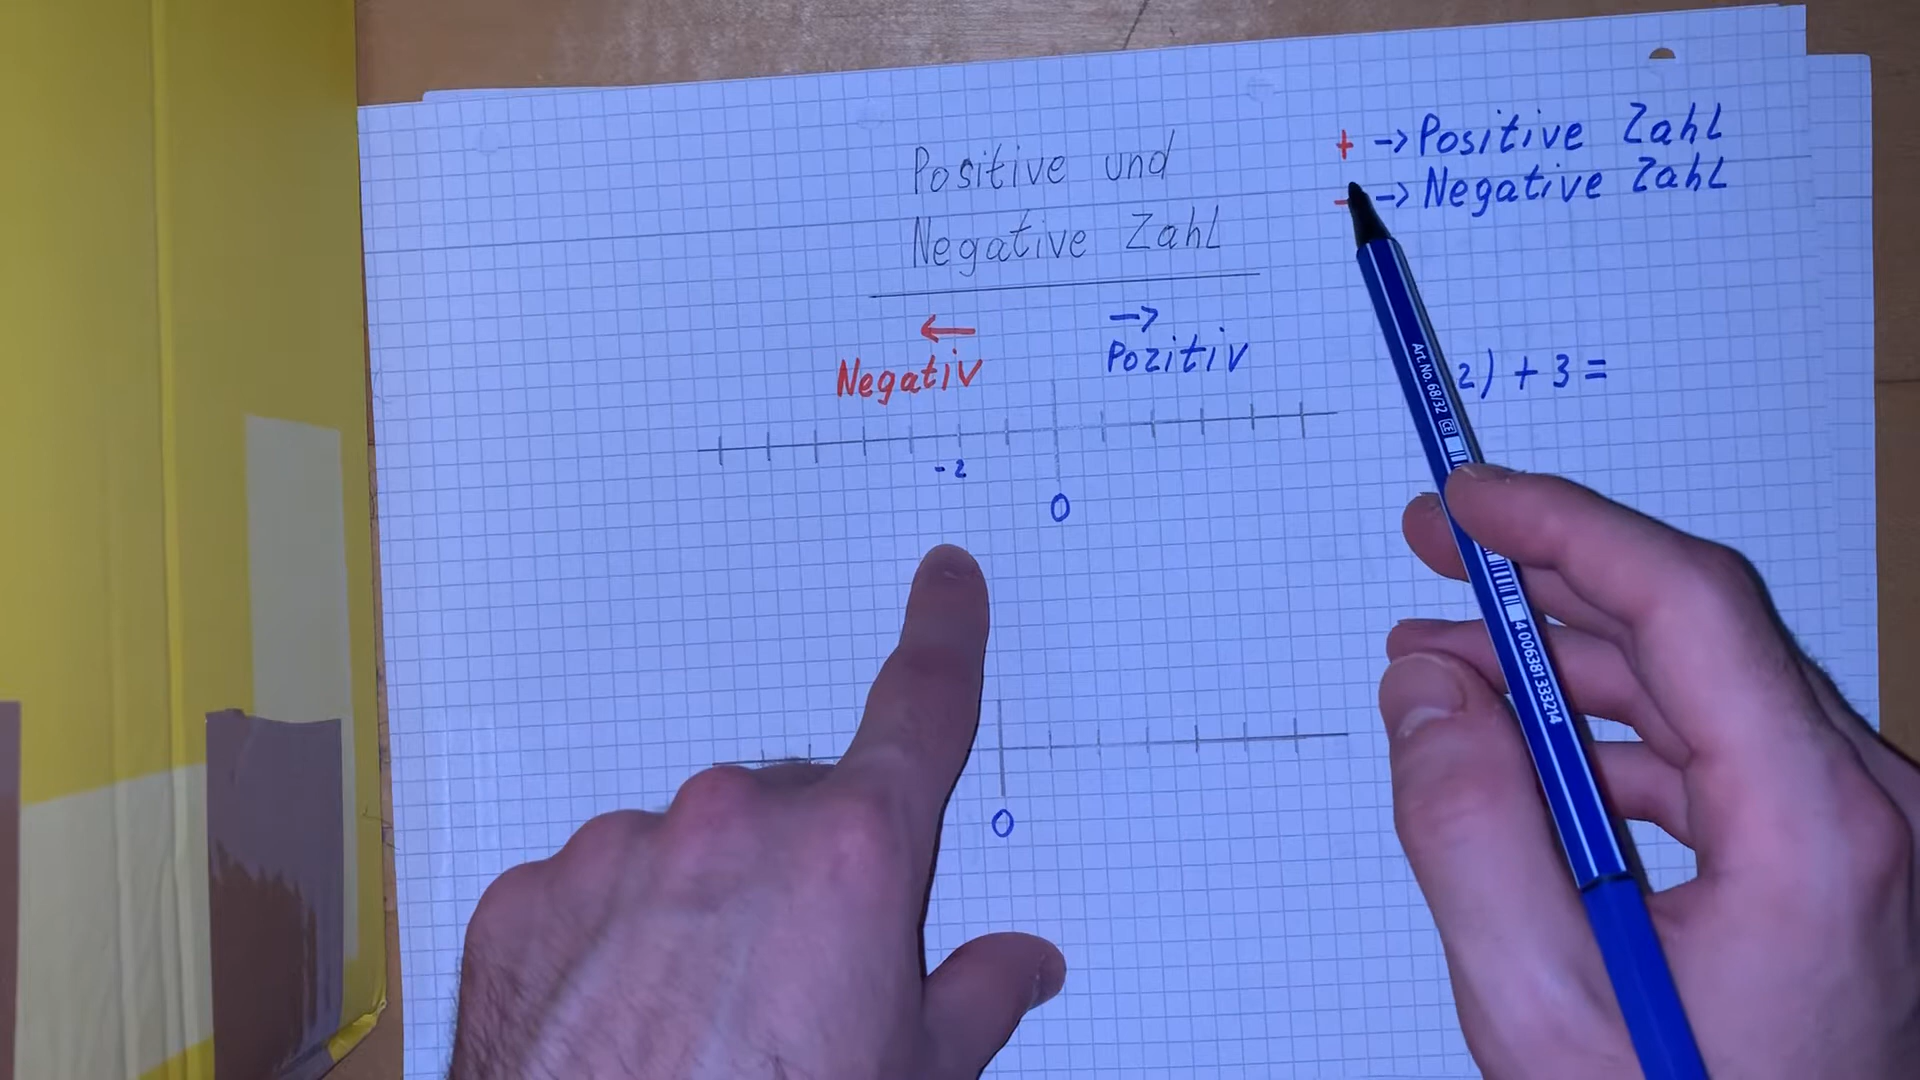 Positive und
Negative Zahl
+ -> Positive Zahl
- -> Negative Zahl
Negativ
Pozitiv
2) + 3 =
-2
0
0
Art.No. 68/32 CE
4 006381 333214